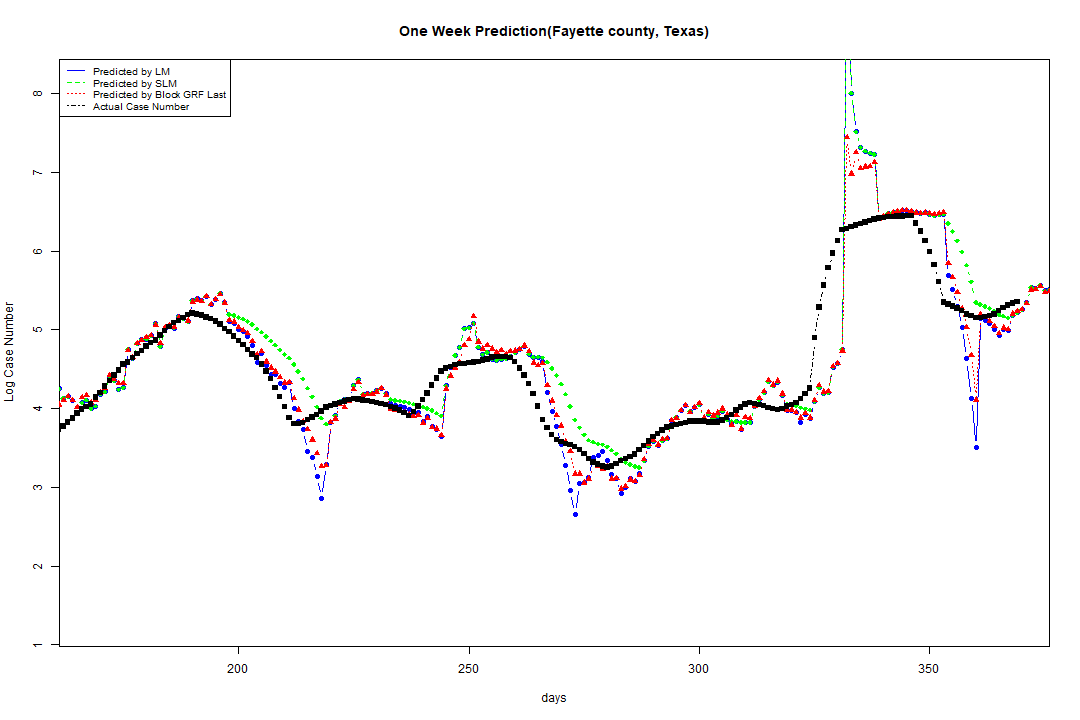 One Week Prediction(Fayette county, Texas)
Predicted by LM
Predicted by SLM
Predicted by Block GRF Last
Actual Case Number
Log Case Number
8
7
6
5
4
3
2
1
200
250
300
350
days